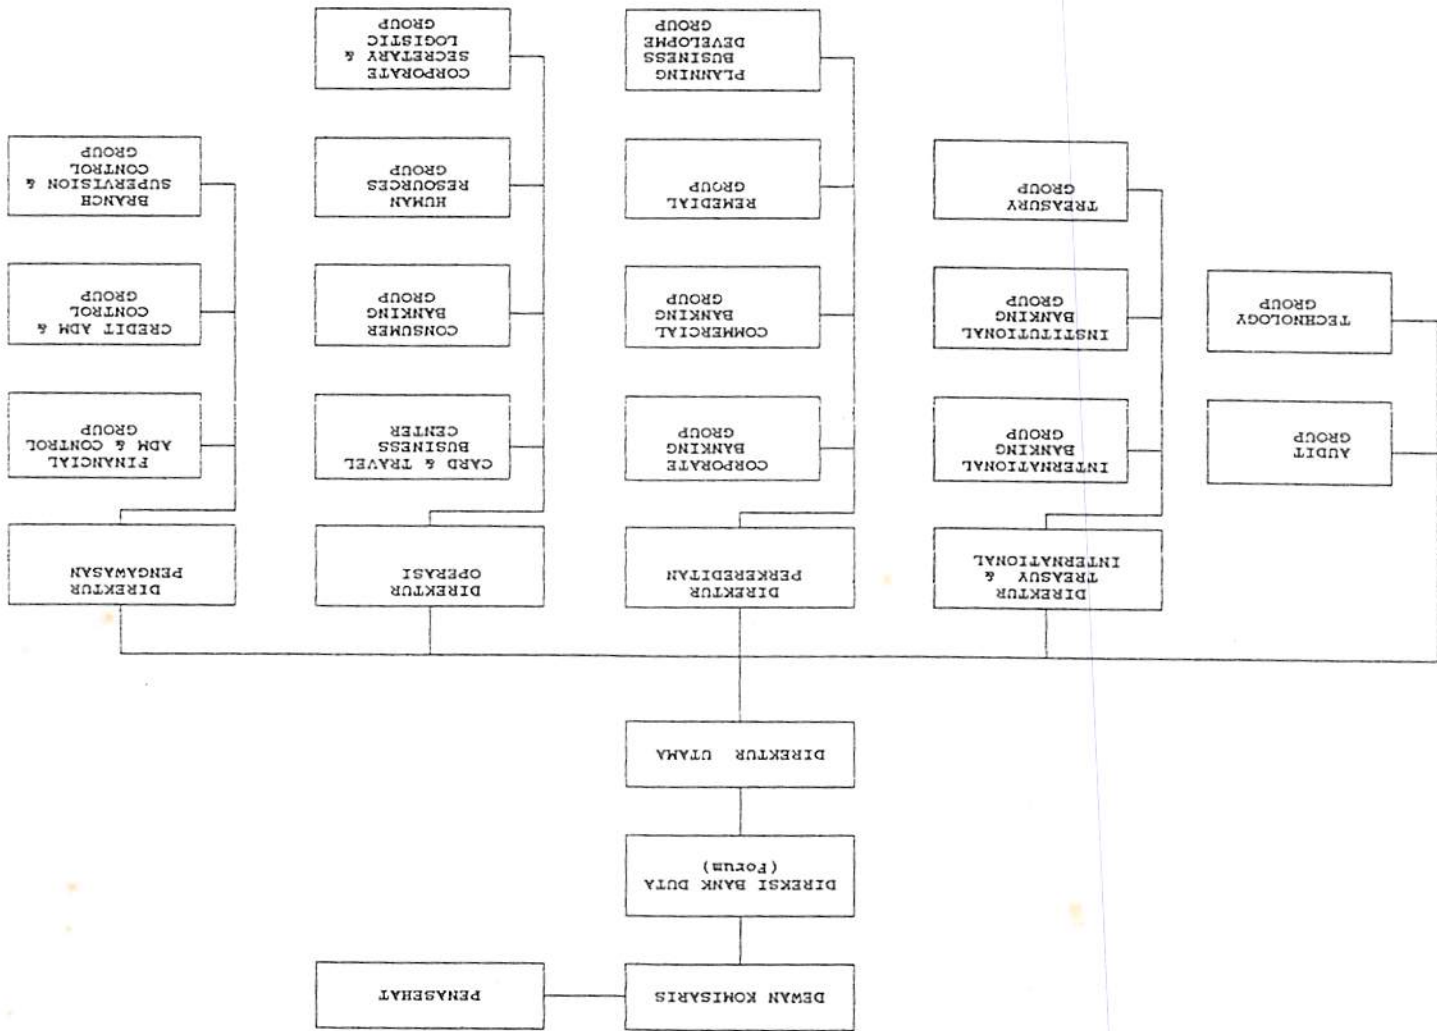 DEWAN KOMISARIS
PENASEHAT
DIREKSI BANK DUTA
(Forum)
DIREKTUR UTAMA
DIREKTUR
TREASUY &
INTERNATIONAL
DIREKTUR
PERKEREDITAN
DIREKTUR
OPERASI
DIREKTUR
PENGAWASAN
AUDIT
GROUP
INTERNATIONAL
BANKING
GROUP
CORPORATE
BANKING
GROUP
CARD & TRAVEL
BUSINESS
CENTER
FINANCIAL
ADM & CONTROL
GROUP
TECHNOLOGY
GROUP
INSTITUTIONAL
BANKING
GROUP
COMMERCIAL
BANKING
GROUP
CONSUMER
BANKING
GROUP
CREDIT ADM &
CONTROL
GROUP
TREASURY
GROUP
REMEDIAL
GROUP
HUMAN
RESOURCES
GROUP
BRANCH
SUPERVISION &
CONTROL
GROUP
PLANNING
BUSINESS
DEVELOPME
GROUP
CORPORATE
SECRETARY &
LOGISTIC
GROUP